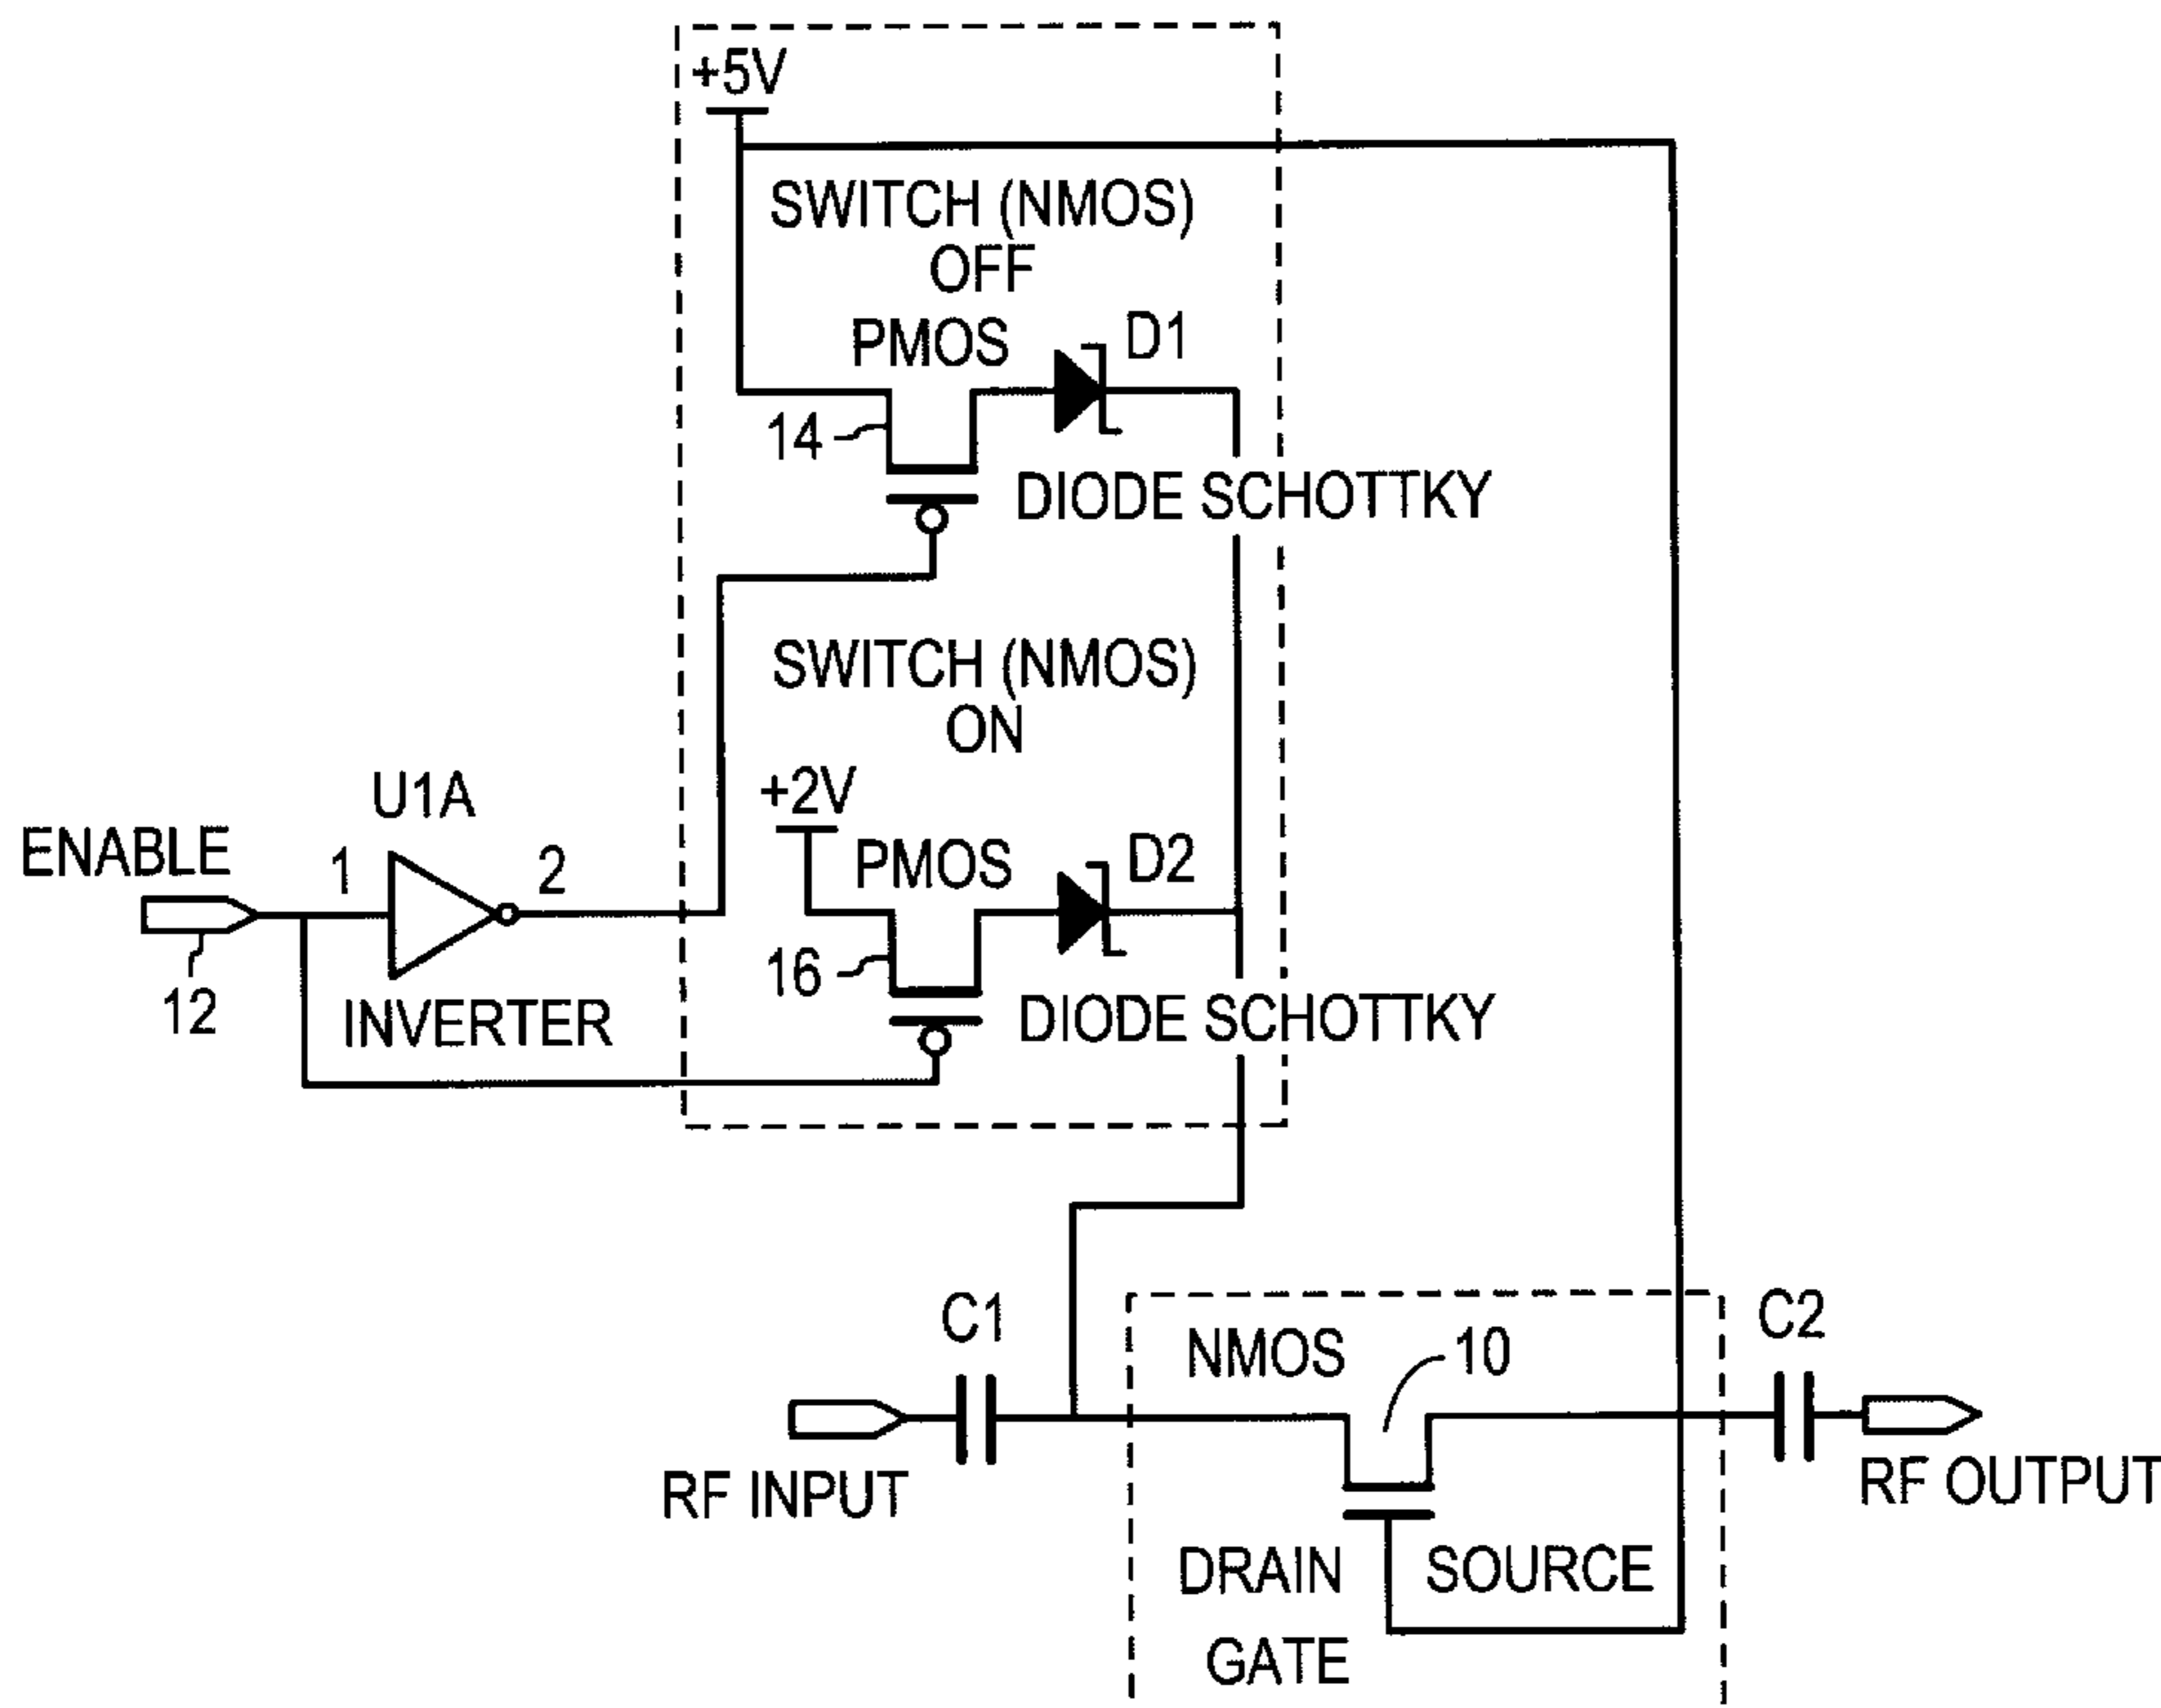 +5V
SWITCH (NMOS)
OFF
PMOS
D1
14
DIODE SCHOTTKY
SWITCH (NMOS)
ON
+2V
U1A
ENABLE
1
2
PMOS
D2
16
12
INVERTER
DIODE SCHOTTKY
C1
NMOS
10
C2
RF INPUT
RF OUTPUT
DRAIN
SOURCE
GATE